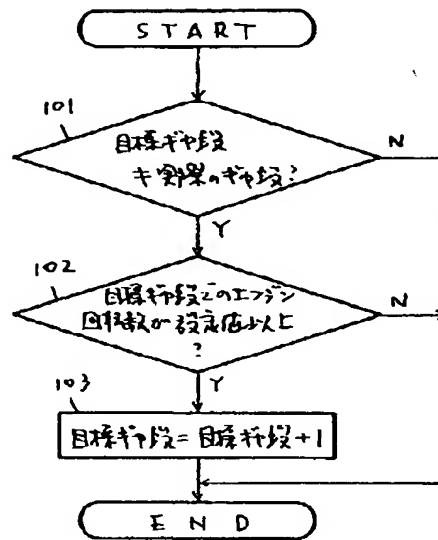 START
101
目標ギヤ段
≠実際のギヤ段?
N
Y
102
目標ギヤ段でのエンジン
回転数が設定値以上
?
N
Y
103
目標ギヤ段=目標ギヤ段+1
END